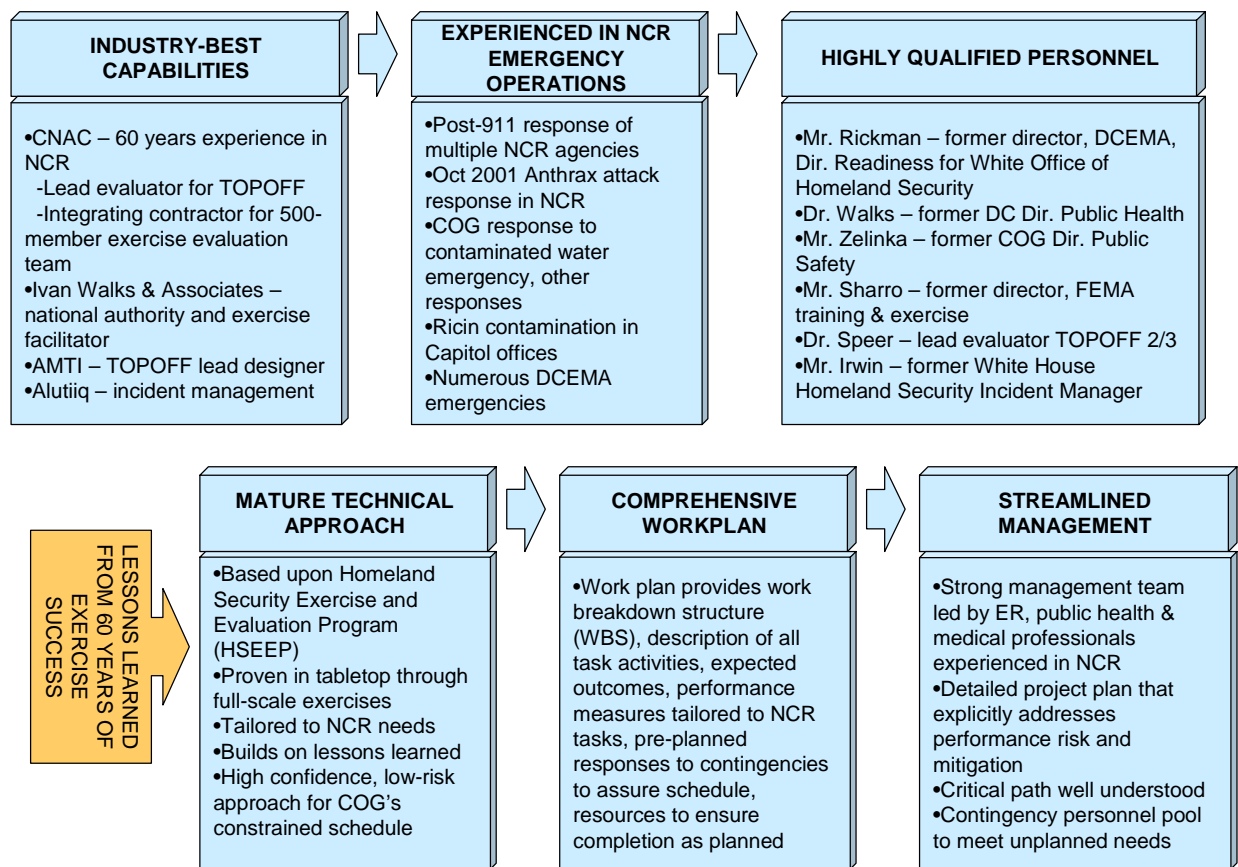 INDUSTRY-BEST
CAPABILITIES
•CNAC – 60 years experience in
NCR
-Lead evaluator for TOPOFF
-Integrating contractor for 500-
member exercise evaluation
team
•Ivan Walks & Associates –
national authority and exercise
facilitator
•AMTI – TOPOFF lead designer
•Alutiiq – incident management
EXPERIENCED IN NCR
EMERGENCY
OPERATIONS
•Post-911 response of
multiple NCR agencies
•Oct 2001 Anthrax attack
response in NCR
•COG response to
contaminated water
emergency, other
responses
•Ricin contamination in
Capitol offices
•Numerous DCEMA
emergencies
HIGHLY QUALIFIED PERSONNEL
•Mr. Rickman – former director, DCEMA,
Dir. Readiness for White Office of
Homeland Security
•Dr. Walks – former DC Dir. Public Health
•Mr. Zelinka – former COG Dir. Public
Safety
•Mr. Sharro – former director, FEMA
training & exercise
•Dr. Speer – lead evaluator TOPOFF 2/3
•Mr. Irwin – former White House
Homeland Security Incident Manager
LESSONS LEARNED
FROM 60 YEARS OF
EXERCISE
SUCCESS
MATURE TECHNICAL
APPROACH
•Based upon Homeland
Security Exercise and
Evaluation Program
(HSEEP)
•Proven in tabletop through
full-scale exercises
•Tailored to NCR needs
•Builds on lessons learned
•High confidence, low-risk
approach for COG's
constrained schedule
COMPREHENSIVE
WORKPLAN
•Work plan provides work
breakdown structure
(WBS), description of all
task activities, expected
outcomes, performance
measures tailored to NCR
tasks, pre-planned
responses to contingencies
to assure schedule,
resources to ensure
completion as planned
STREAMLINED
MANAGEMENT
•Strong management team
led by ER, public health &
medical professionals
experienced in NCR
•Detailed project plan that
explicitly addresses
performance risk and
mitigation
•Critical path well understood
•Contingency personnel pool
to meet unplanned needs